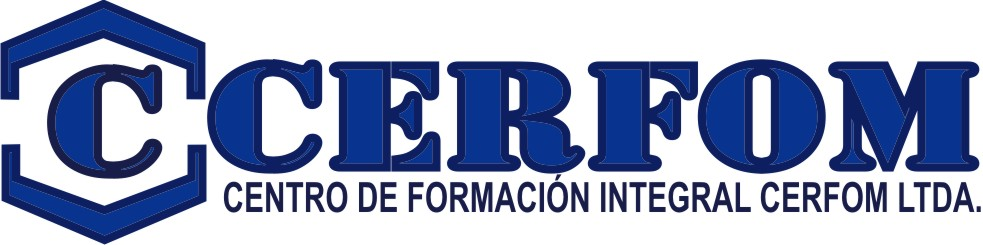 C CERFOM
CENTRO DE FORMACIÓN INTEGRAL CERFOM LTDA.